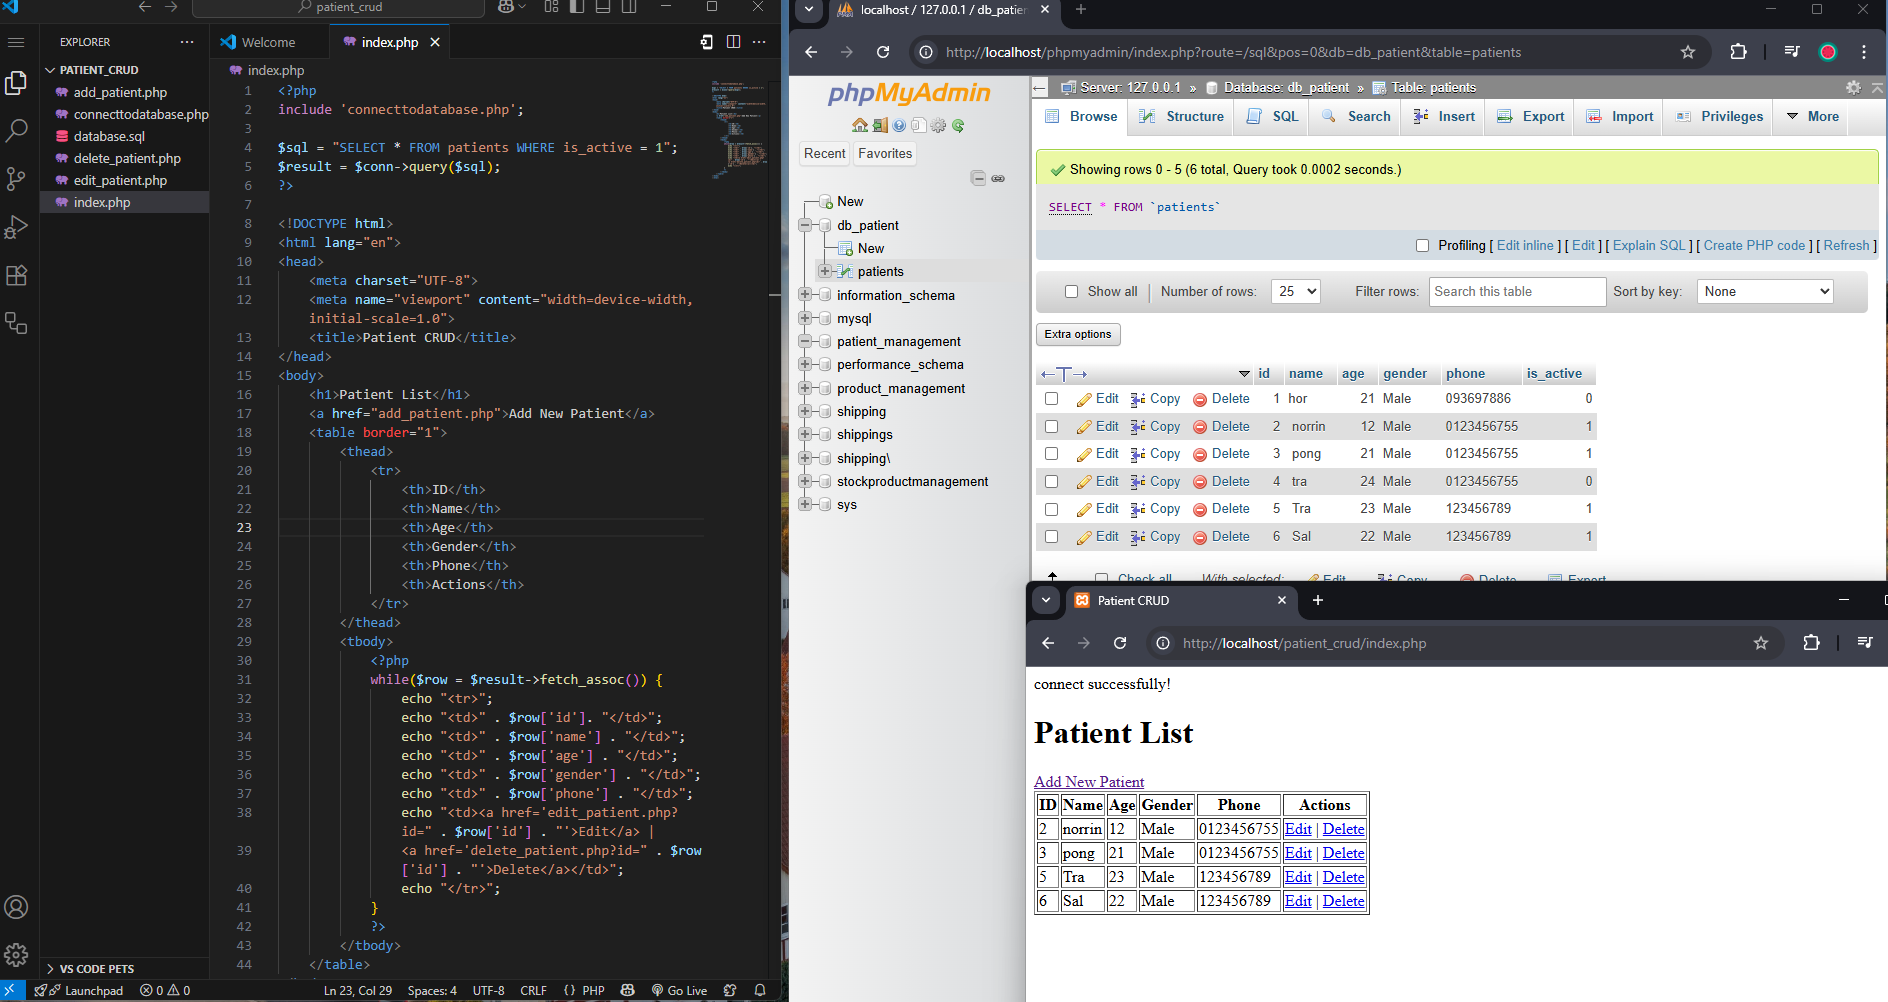 patient_crud
EXPLORER
PATIENT_CRUD
add_patient.php
connecttodatabase.php
database.sql
delete_patient.php
edit_patient.php
index.php
VS CODE PETS
Welcome
index.php
index.php
1 <?php
2 include 'connecttodatabase.php';
3
4 $sql = "SELECT * FROM patients WHERE is_active = 1";
5 $result = $conn->query($sql);
6 ?>
7
8 <!DOCTYPE html>
9 <html lang="en">
10 <head>
11 <meta charset="UTF-8">
12 <meta name="viewport" content="width=device-width,
initial-scale=1.0">
13 <title>Patient CRUD</title>
14 </head>
15 <body>
16 <h1>Patient List</h1>
17 <a href="add_patient.php">Add New Patient</a>
18 <table border="1">
19 <thead>
20 <tr>
21 <th>ID</th>
22 <th>Name</th>
23 <th>Age</th>
24 <th>Gender</th>
25 <th>Phone</th>
26 <th>Actions</th>
27 </tr>
28 </thead>
29 <tbody>
30 <?php
31 while($row = $result->fetch_assoc()) {
32 echo "<tr>";
33 echo "<td>" . $row['id']. "</td>";
34 echo "<td>" . $row['name'] . "</td>";
35 echo "<td>" . $row['age'] . "</td>";
36 echo "<td>" . $row['gender'] . "</td>";
37 echo "<td>" . $row['phone'] . "</td>";
38 echo "<td><a href='edit_patient.php?
id=" . $row['id'] . "'>Edit</a> |
39 <a href='delete_patient.php?id=" . $row
['id'] . "'>Delete</a></td>";
40 echo "</tr>";
41 }
42 ?>
43 </tbody>
44 </table>
Launchpad 0 0 Ln 23, Col 29 Spaces: 4 UTF-8 CRLF {} PHP Go Live
localhost / 127.0.0.1 / db_patien
http://localhost/phpmyadmin/index.php?route=/sql&pos=0&db=db_patient&table=patients
phpMyAdmin
Recent Favorites
New
db_patient
New
patients
information_schema
mysql
patient_management
performance_schema
product_management
shipping
shippings
shipping\
stockproductmanagement
sys
Server: 127.0.0.1 » Database: db_patient » Table: patients
Browse Structure SQL Search Insert Export Import Privileges More
Showing rows 0 - 5 (6 total, Query took 0.0002 seconds.)
SELECT * FROM `patients`
Profiling [ Edit inline ] [ Edit ] [ Explain SQL ] [ Create PHP code ] [ Refresh ]
Show all | Number of rows: 25 Filter rows: Search this table Sort by key: None
Extra options
←T→ id name age gender phone is_active
Edit Copy Delete 1 hor 21 Male 093697886 0
Edit Copy Delete 2 norrin 12 Male 0123456755 1
Edit Copy Delete 3 pong 21 Male 0123456755 1
Edit Copy Delete 4 tra 24 Male 0123456755 0
Edit Copy Delete 5 Tra 23 Male 123456789 1
Edit Copy Delete 6 Sal 22 Male 123456789 1
Check all With selected: Edit Copy Delete Export
Patient CRUD
http://localhost/patient_crud/index.php
connect successfully!
Patient List
Add New Patient
ID Name Age Gender Phone Actions
2 norrin 12 Male 0123456755 Edit | Delete
3 pong 21 Male 0123456755 Edit | Delete
5 Tra 23 Male 123456789 Edit | Delete
6 Sal 22 Male 123456789 Edit | Delete